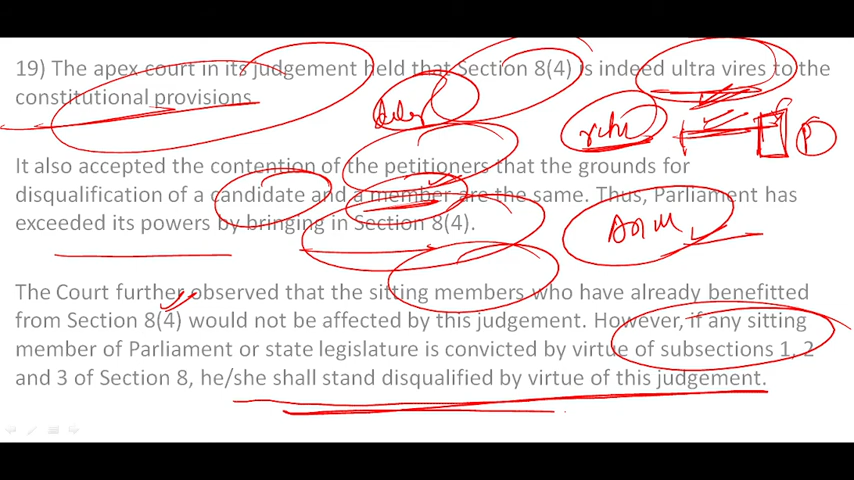 19) The apex court in its judgement held that Section 8(4) is indeed ultra vires to the
constitutional provisions.
It also accepted the contention of the petitioners that the grounds for
disqualification of a candidate and a member are the same. Thus, Parliament has
exceeded its powers by bringing in Section 8(4).
The Court further observed that the sitting members who have already benefitted
from Section 8(4) would not be affected by this judgement. However, if any sitting
member of Parliament or state legislature is convicted by virtue of subsections 1, 2
and 3 of Section 8, he/she shall stand disqualified by virtue of this judgement.